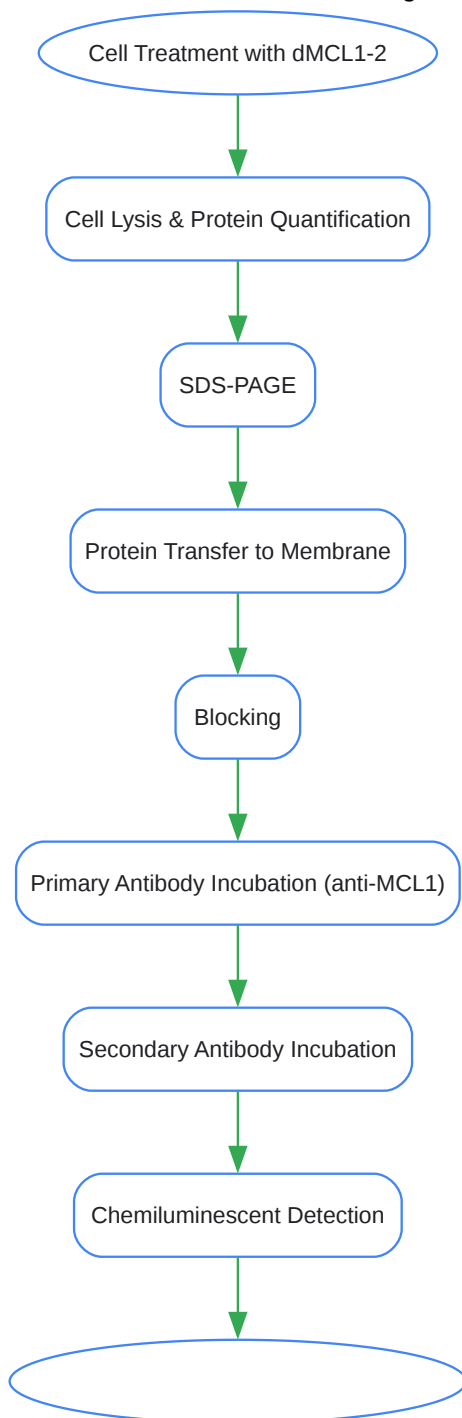 Cell Treatment with dMCL1-2
Cell Lysis & Protein Quantification
SDS-PAGE
Protein Transfer to Membrane
Blocking
Primary Antibody Incubation (anti-MCL1)
Secondary Antibody Incubation
Chemiluminescent Detection